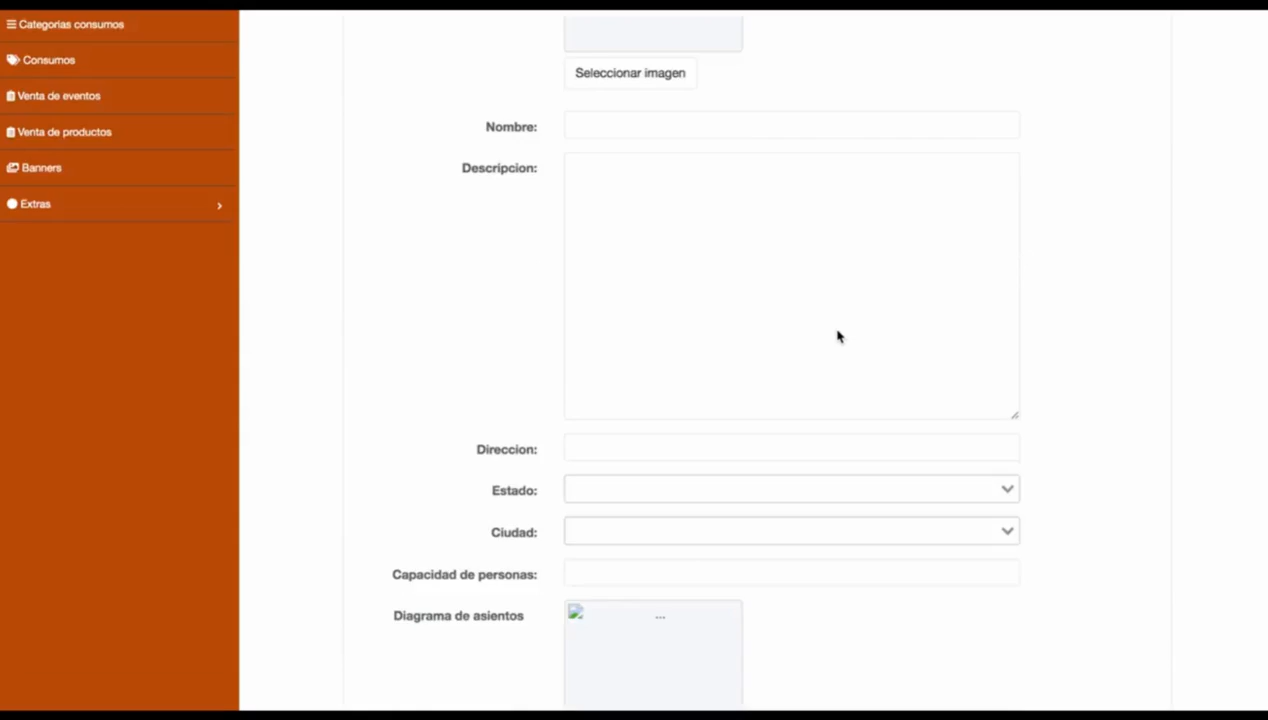 Categorias consumos
Consumos
Venta de eventos
Venta de productos
Banners
Extras
Seleccionar imagen
Nombre:
Descripcion:
Direccion:
Estado:
Ciudad:
Capacidad de personas:
Diagrama de asientos
...